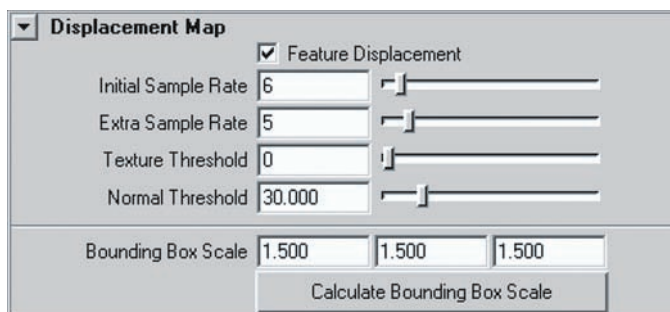 Displacement Map
Feature Displacement
Initial Sample Rate 6
Extra Sample Rate 5
Texture Threshold 0
Normal Threshold 30.000
Bounding Box Scale 1.500 1.500 1.500
Calculate Bounding Box Scale